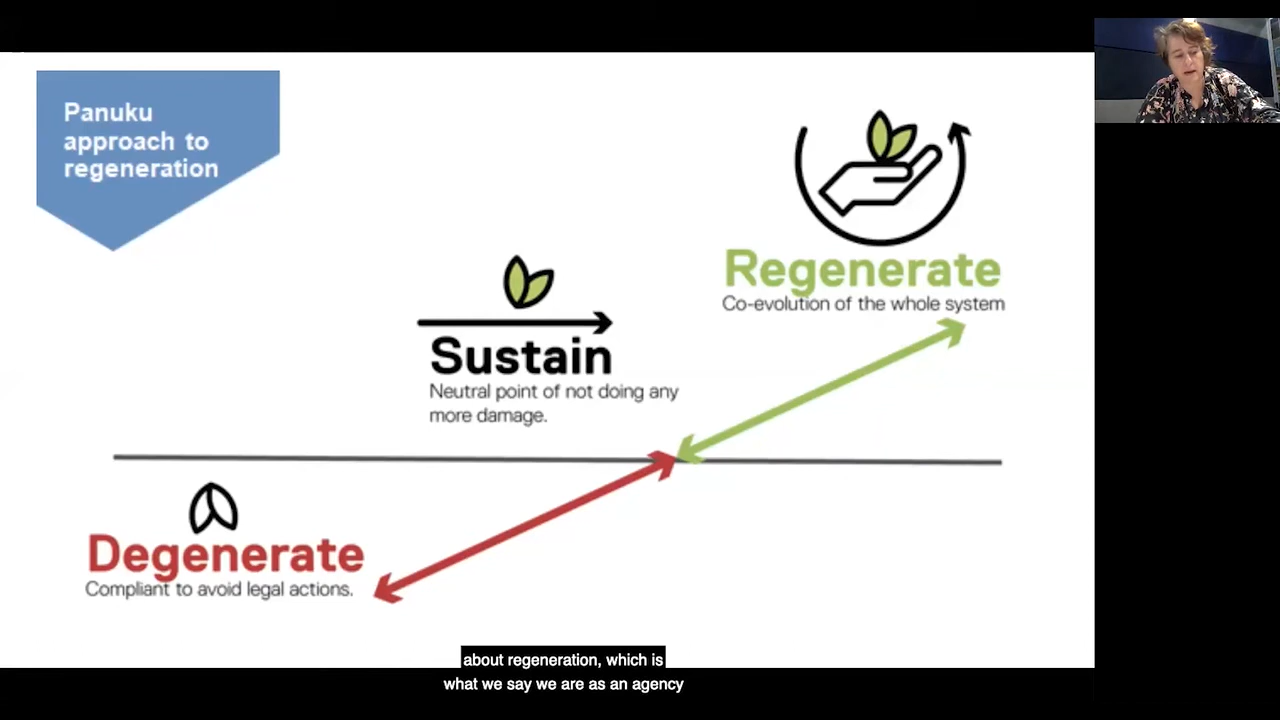 Panuku
approach to
regeneration
Regenerate
Co-evolution of the whole system
Sustain
Neutral point of not doing any
more damage.
Degenerate
Compliant to avoid legal actions.
about regeneration, which is
what we say we are as an agency